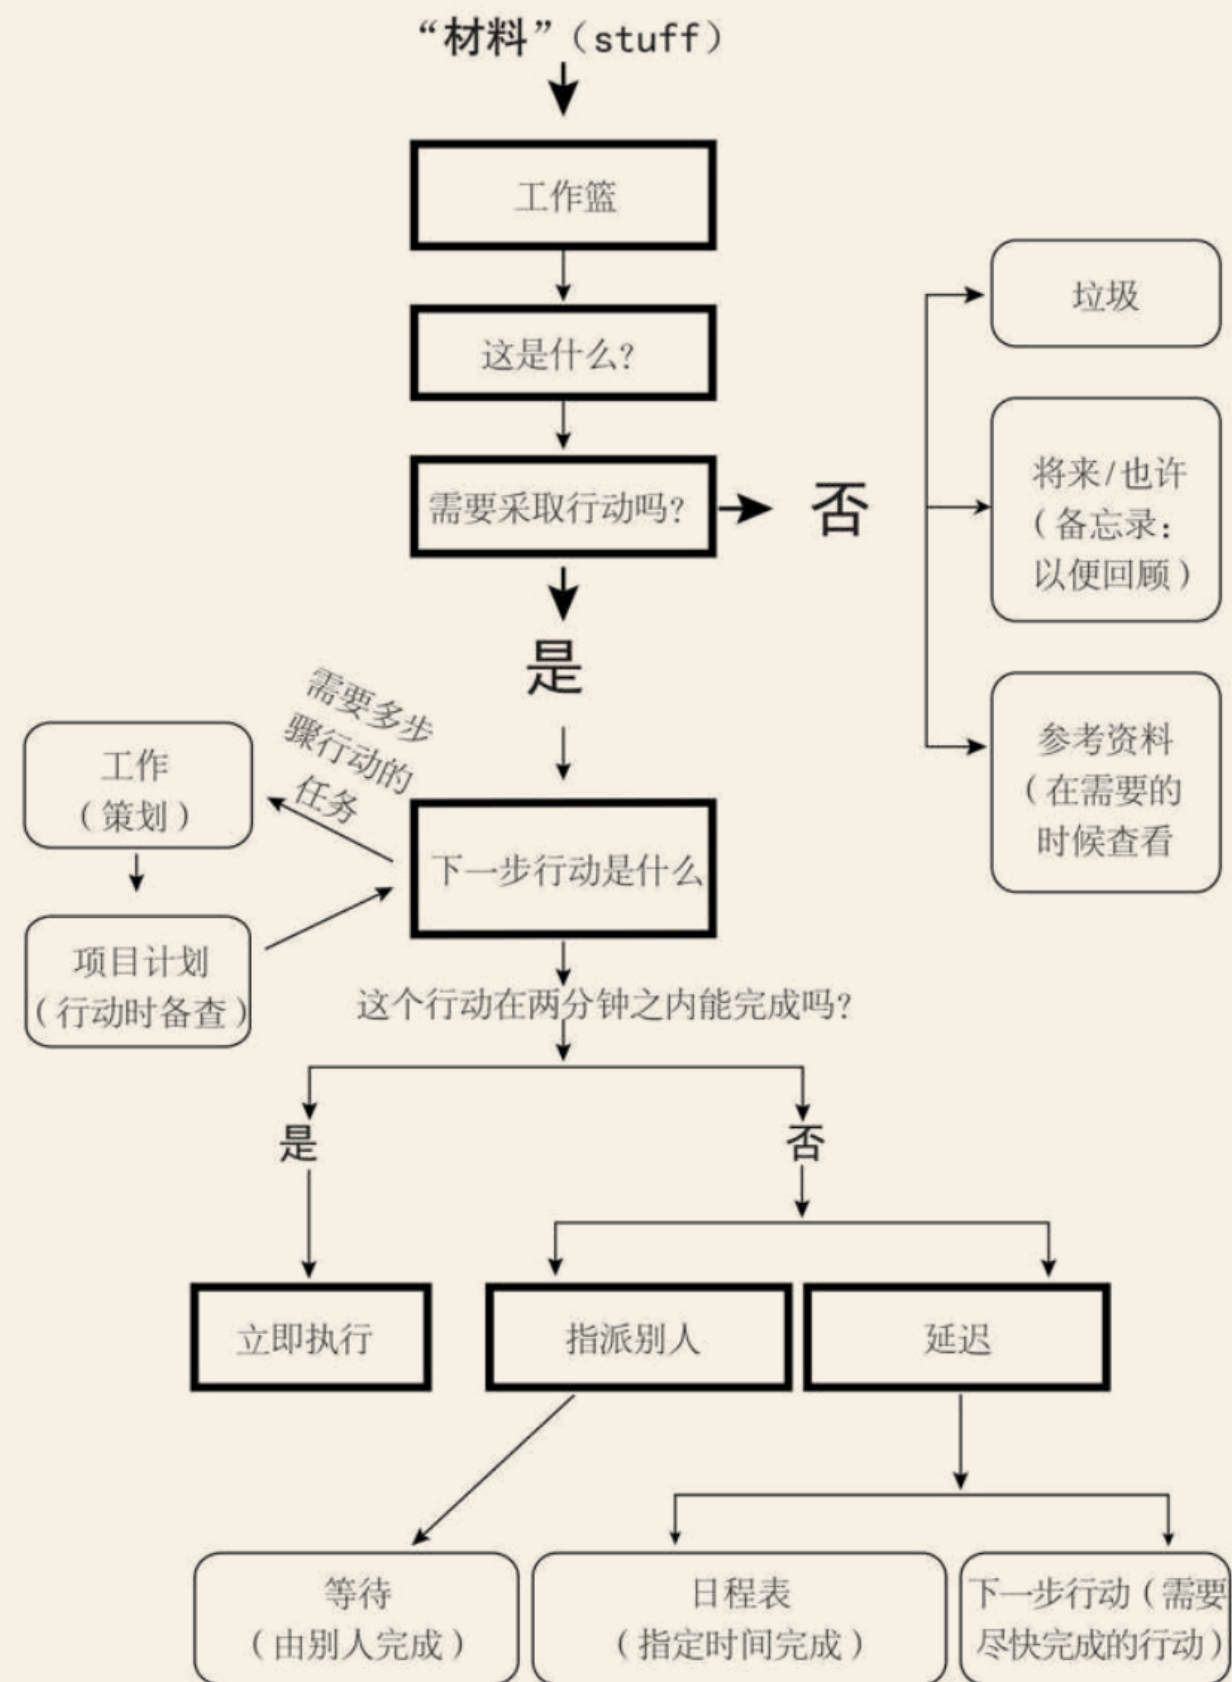 “材料”（stuff）
工作篮
这是什么？
需要采取行动吗？
否
垃圾
将来/也许
（备忘录：
以便回顾）
参考资料
（在需要的
时候查看
是
需要多步
骤行动的
任务
工作
（策划）
项目计划
（行动时备查）
下一步行动是什么
这个行动在两分钟之内能完成吗？
是
否
立即执行
指派别人
延迟
等待
（由别人完成）
日程表
（指定时间完成）
下一步行动（需要
尽快完成的行动）